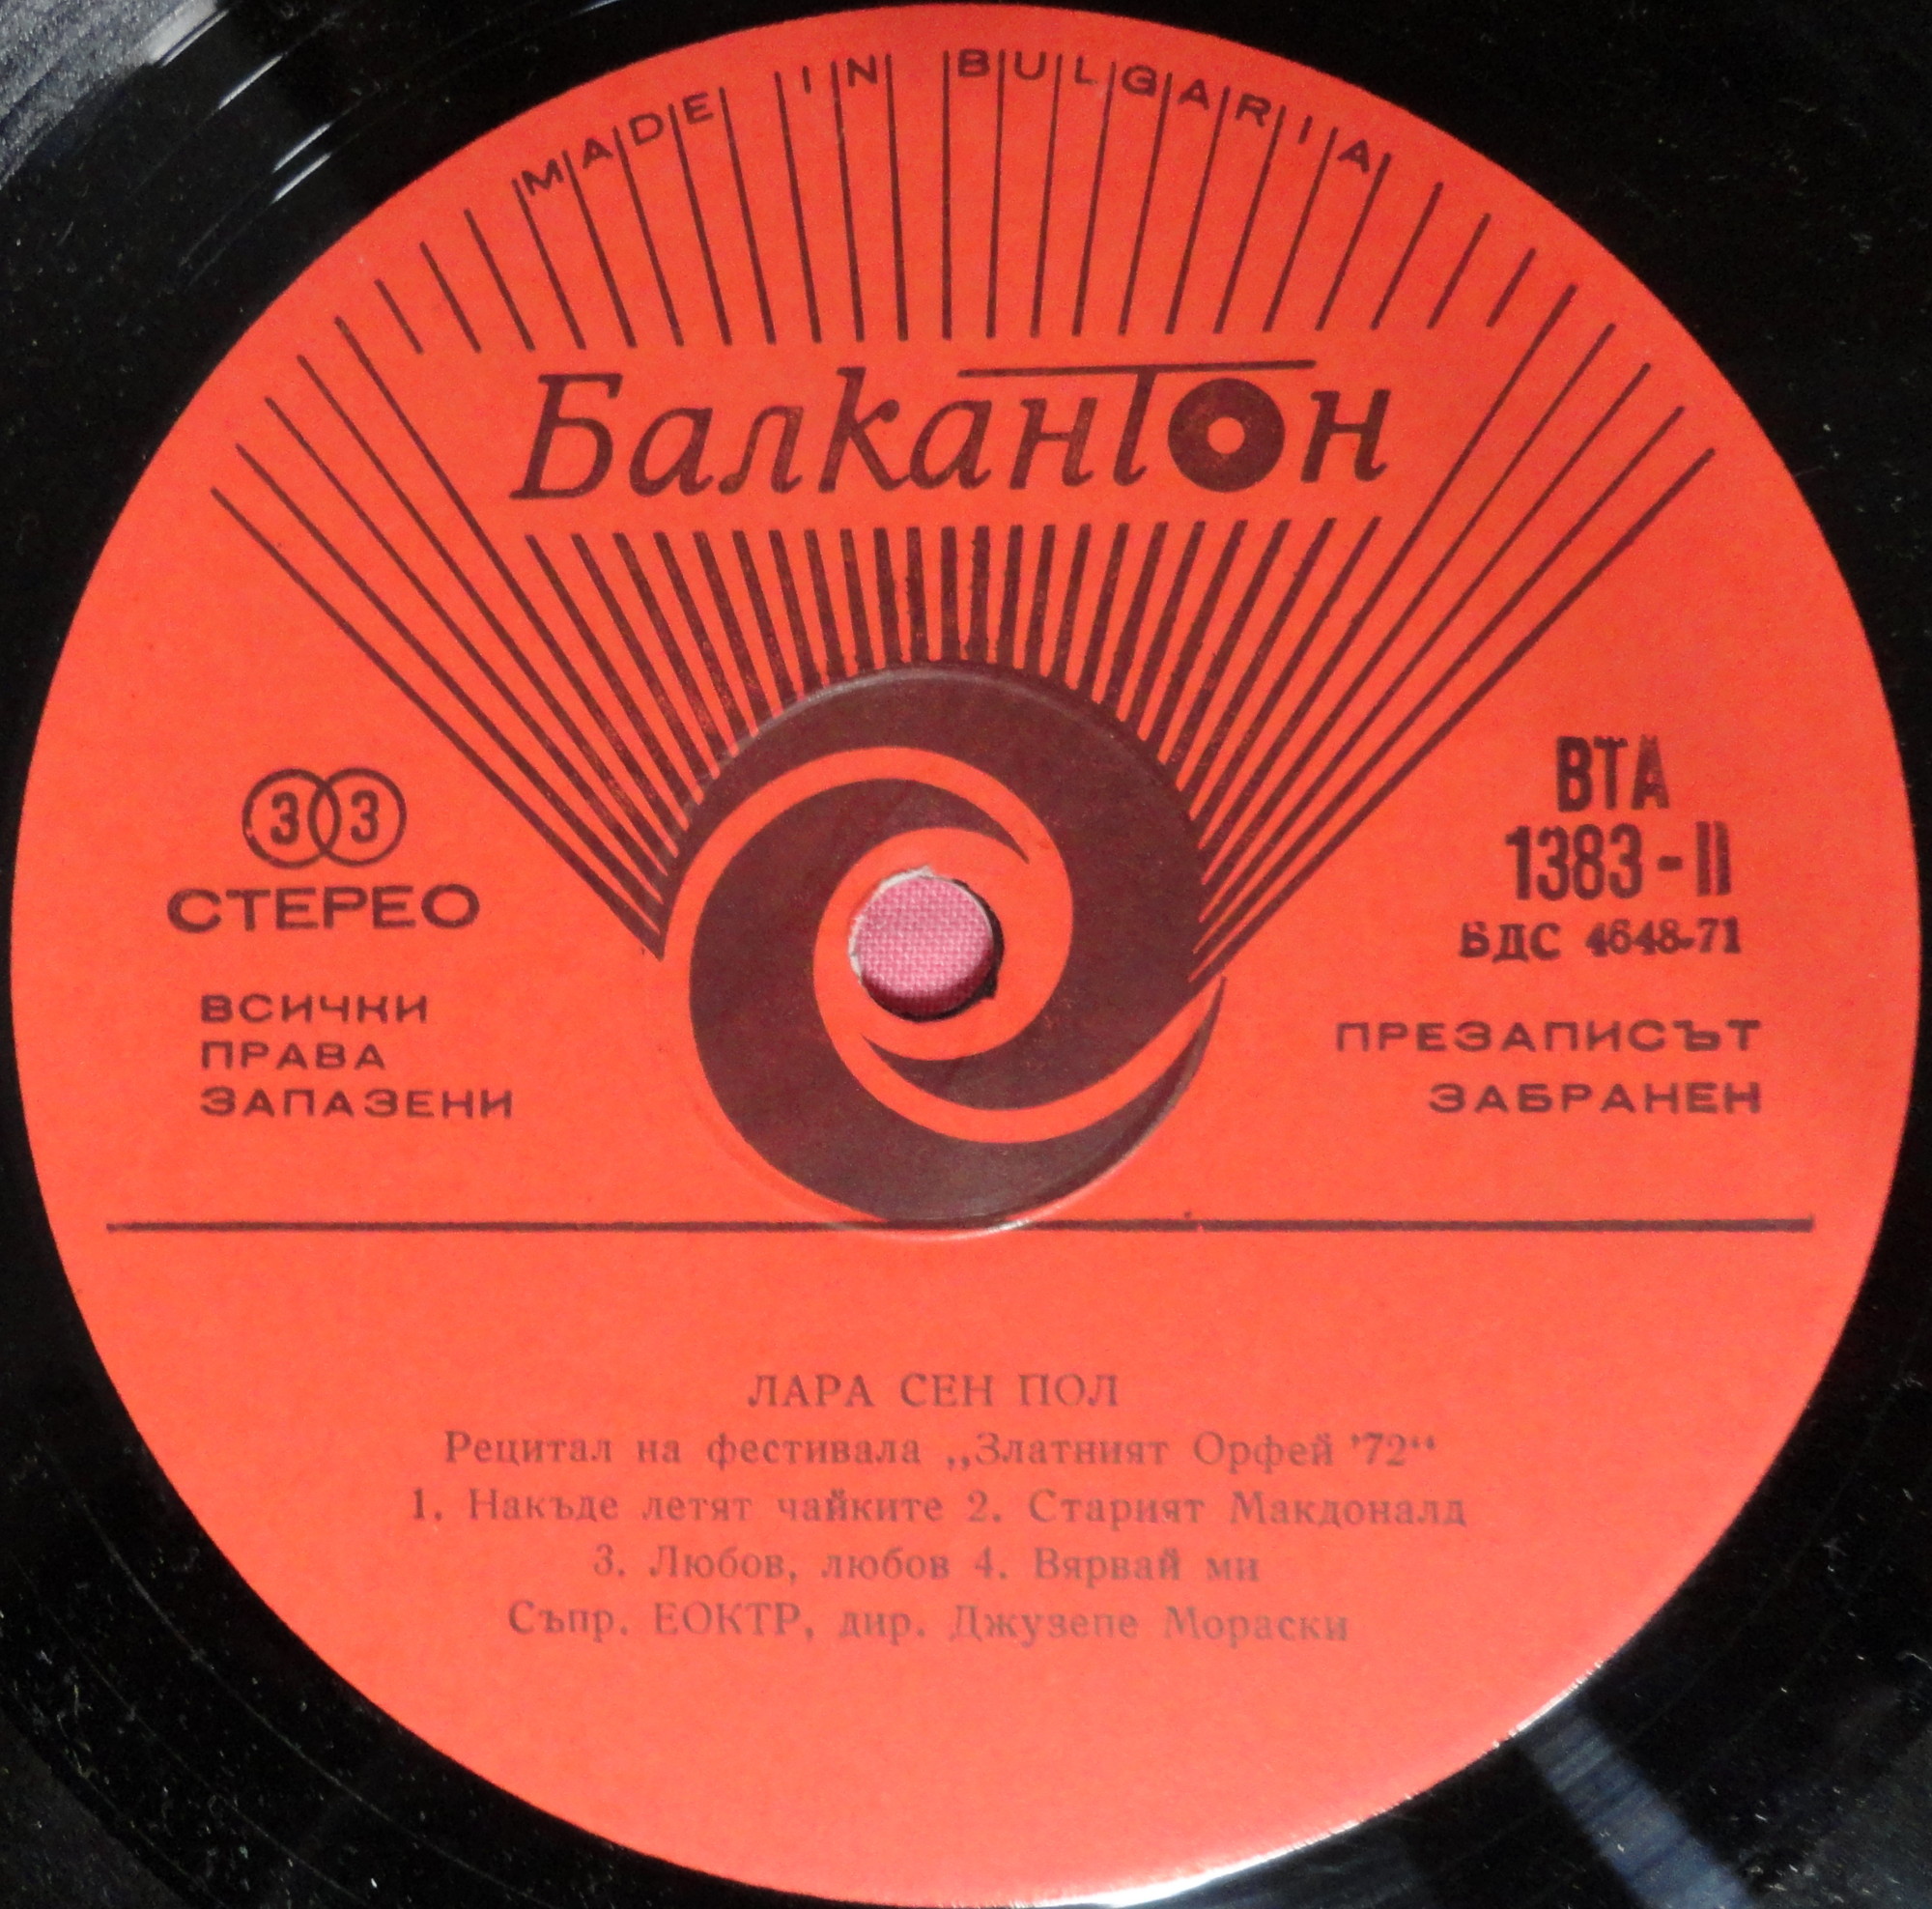 MADE IN BULGARIA
Балкантон
33
СТЕРЕО
ВСИЧКИ
ПРАВА
ЗАПАЗЕНИ
ВТА
1383-II
БДС 4648-71
ПРЕЗАПИСЪТ
ЗАБРАНЕН
ЛАРА СЕН ПОЛ
Рецитал на фестивала „Златният Орфей '72“
1. Накъде летят чайките 2. Старият Макдоналд
3. Любов, любов 4. Вярвай ми
Съпр. ЕОКТР, дир. Джузепе Мораски